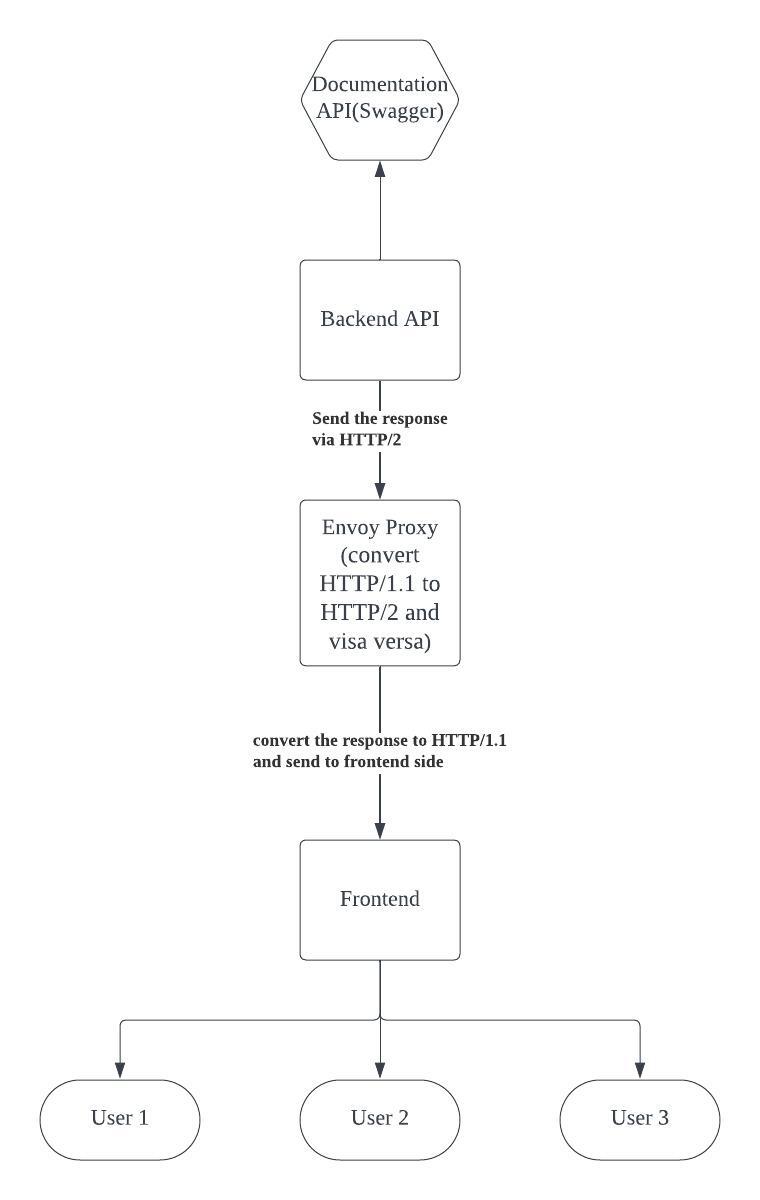 Documentation
API(Swagger)
Backend API
Send the response
via HTTP/2
Envoy Proxy
(convert
HTTP/1.1 to
HTTP/2 and
visa versa)
convert the response to HTTP/1.1
and send to frontend side
Frontend
User 1
User 2
User 3